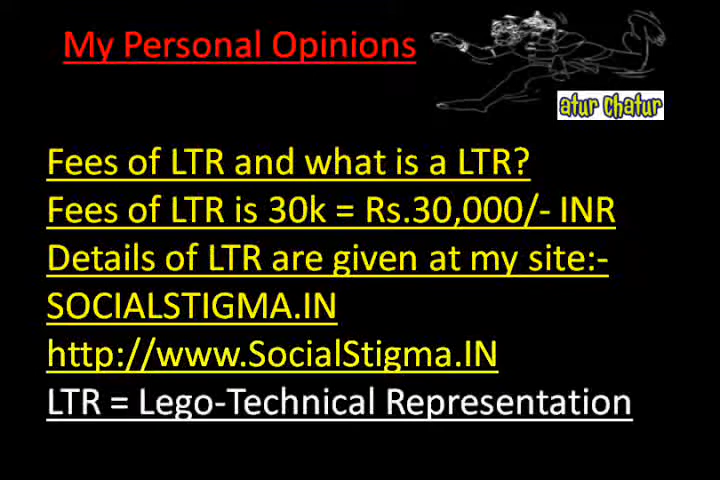 My Personal Opinions
atur Chatur
Fees of LTR and what is a LTR?
Fees of LTR is 30k = Rs.30,000/- INR
Details of LTR are given at my site:-
SOCIALSTIGMA.IN
http://www.SocialStigma.IN
LTR = Lego-Technical Representation